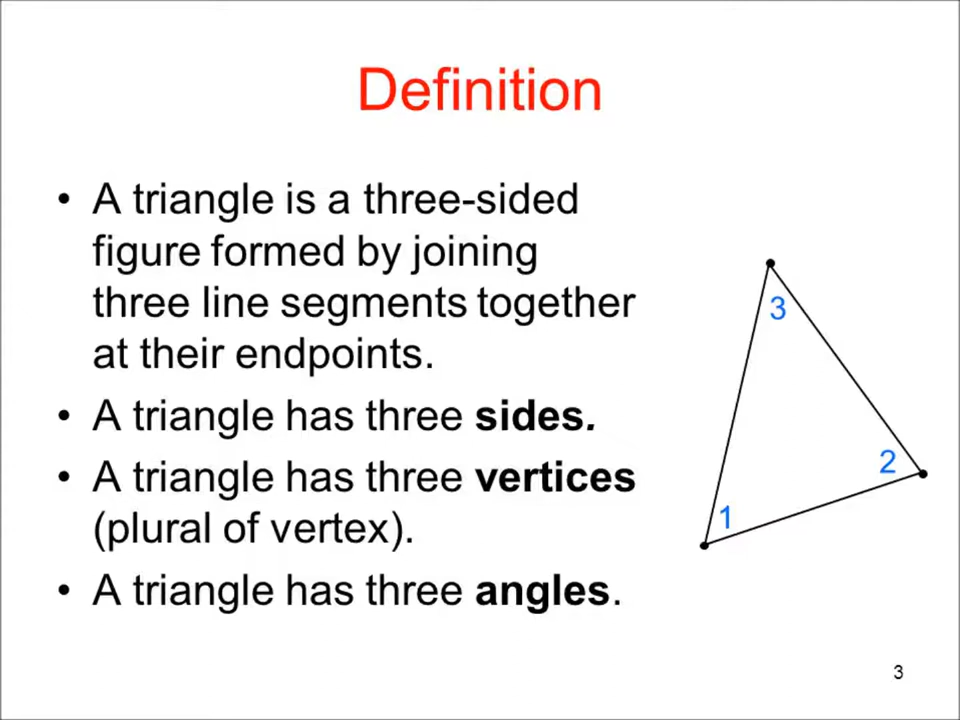 Definition
• A triangle is a three-sided
figure formed by joining
three line segments together
at their endpoints.
• A triangle has three sides.
• A triangle has three vertices
(plural of vertex).
• A triangle has three angles.
3
2
1
3